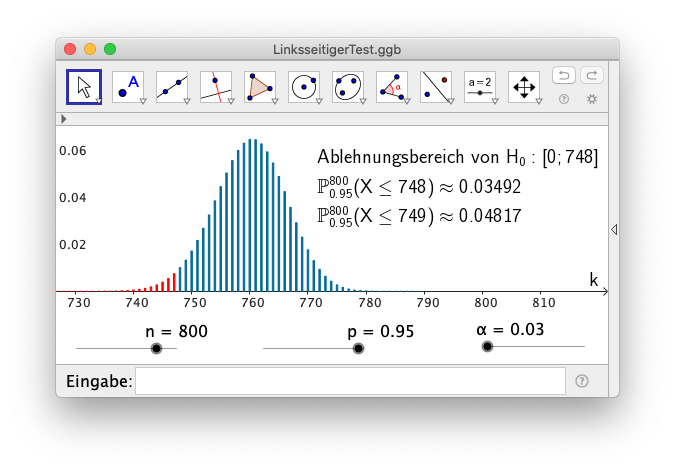 LinksseitigerTest.ggb
A
α
a=2
0.06
0.04
0.02
Ablehnungsbereich von H₀ : [0; 748]
ℙ⁸⁰⁰₀.₉₅(X ≤ 748) ≈ 0.03492
ℙ⁸⁰⁰₀.₉₅(X ≤ 749) ≈ 0.04817
k
730 740 750 760 770 780 790 800 810
n = 800 p = 0.95 α = 0.03
Eingabe:
?